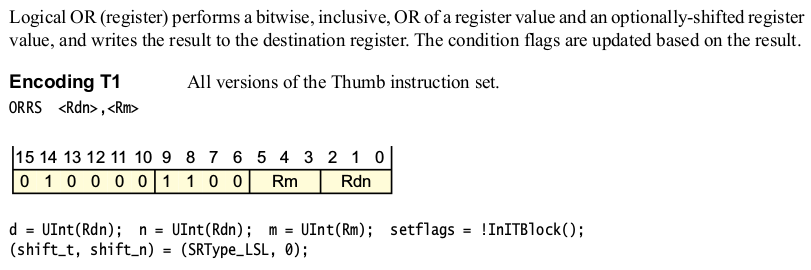 Logical OR (register) performs a bitwise, inclusive, OR of a register value and an optionally-shifted register
value, and writes the result to the destination register. The condition flags are updated based on the result.
Encoding T1 All versions of the Thumb instruction set.
ORRS <Rdn>,<Rm>
15 14 13 12 11 10 9 8 7 6 5 4 3 2 1 0
0 1 0 0 0 0 1 1 0 0 Rm Rdn
d = UInt(Rdn); n = UInt(Rdn); m = UInt(Rm); setflags = !InITBlock();
(shift_t, shift_n) = (SRType_LSL, 0);